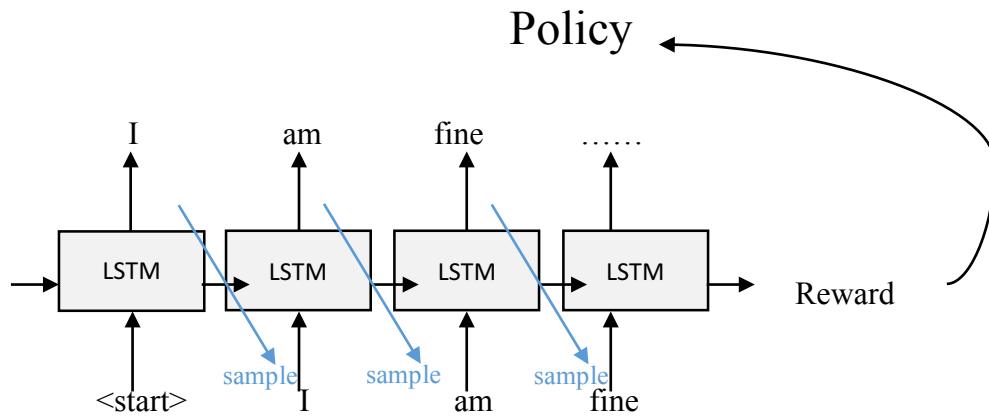 Policy
I am fine ……
LSTM LSTM LSTM LSTM
Reward
sample sample sample
<start> I am fine